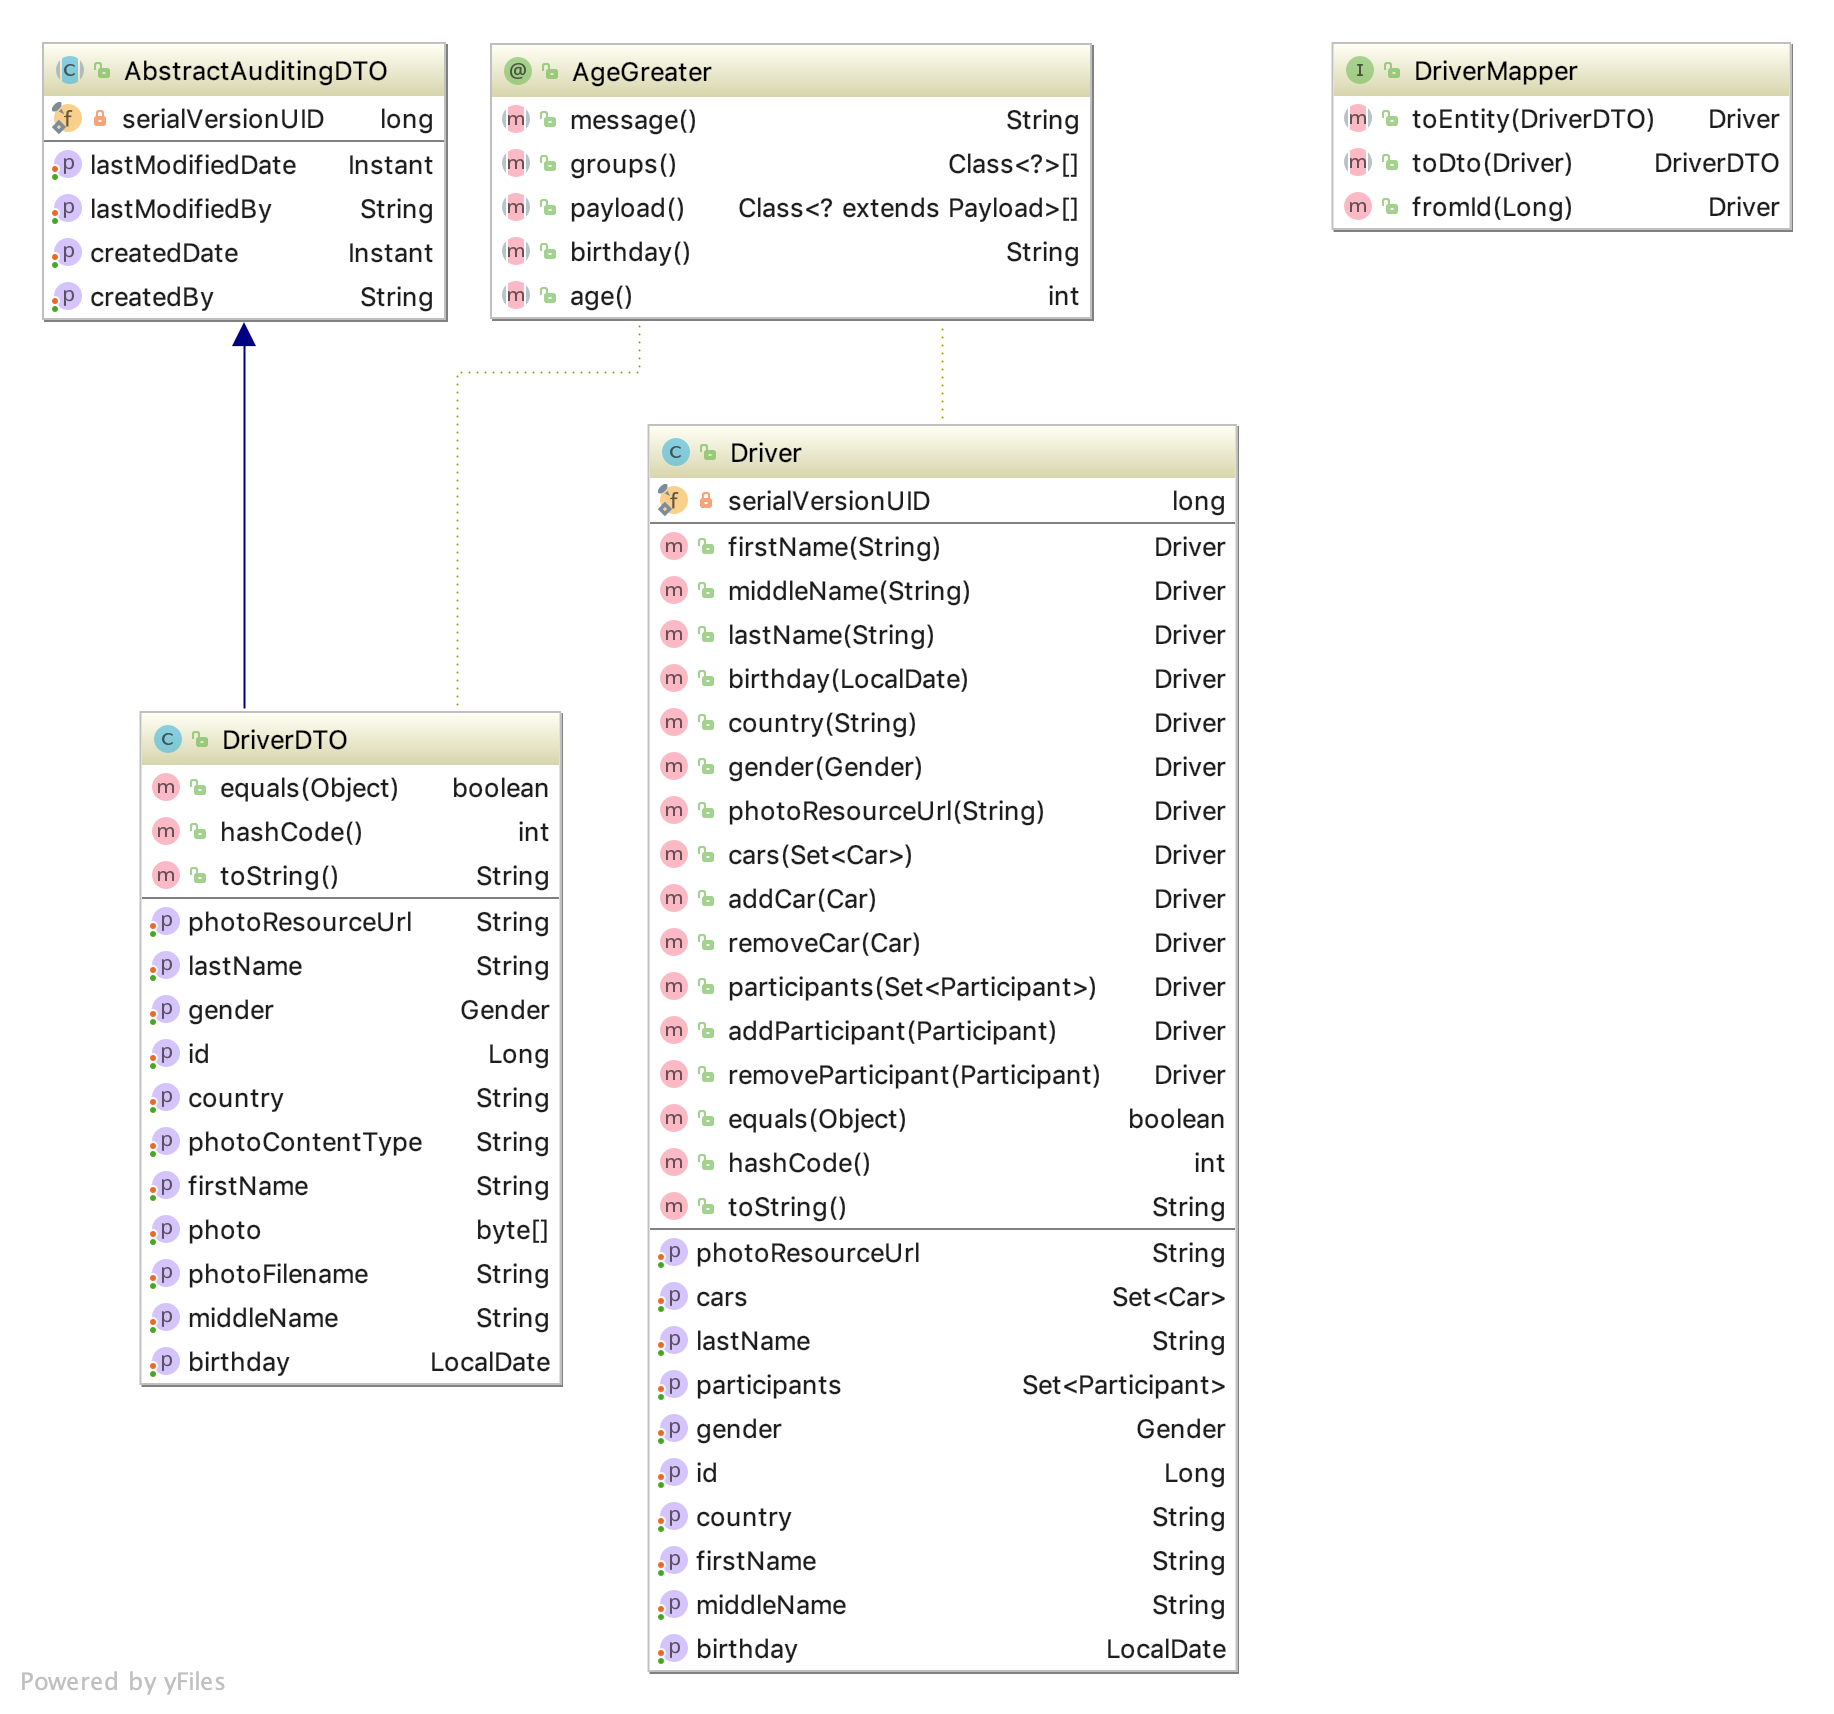 AbstractAuditingDTO
serialVersionUID long
lastModifiedDate Instant
lastModifiedBy String
createdDate Instant
createdBy String
@ AgeGreater
message() String
groups() Class<?>[]
payload() Class<? extends Payload>[]
birthday() String
age() int
DriverMapper
toEntity(DriverDTO) Driver
toDto(Driver) DriverDTO
fromId(Long) Driver
DriverDTO
equals(Object) boolean
hashCode() int
toString() String
photoResourceUrl String
lastName String
gender Gender
id Long
country String
photoContentType String
firstName String
photo byte[]
photoFilename String
middleName String
birthday LocalDate
Driver
serialVersionUID long
firstName(String) Driver
middleName(String) Driver
lastName(String) Driver
birthday(LocalDate) Driver
country(String) Driver
gender(Gender) Driver
photoResourceUrl(String) Driver
cars(Set<Car>) Driver
addCar(Car) Driver
removeCar(Car) Driver
participants(Set<Participant>) Driver
addParticipant(Participant) Driver
removeParticipant(Participant) Driver
equals(Object) boolean
hashCode() int
toString() String
photoResourceUrl String
cars Set<Car>
lastName String
participants Set<Participant>
gender Gender
id Long
country String
firstName String
middleName String
birthday LocalDate
Powered by yFiles